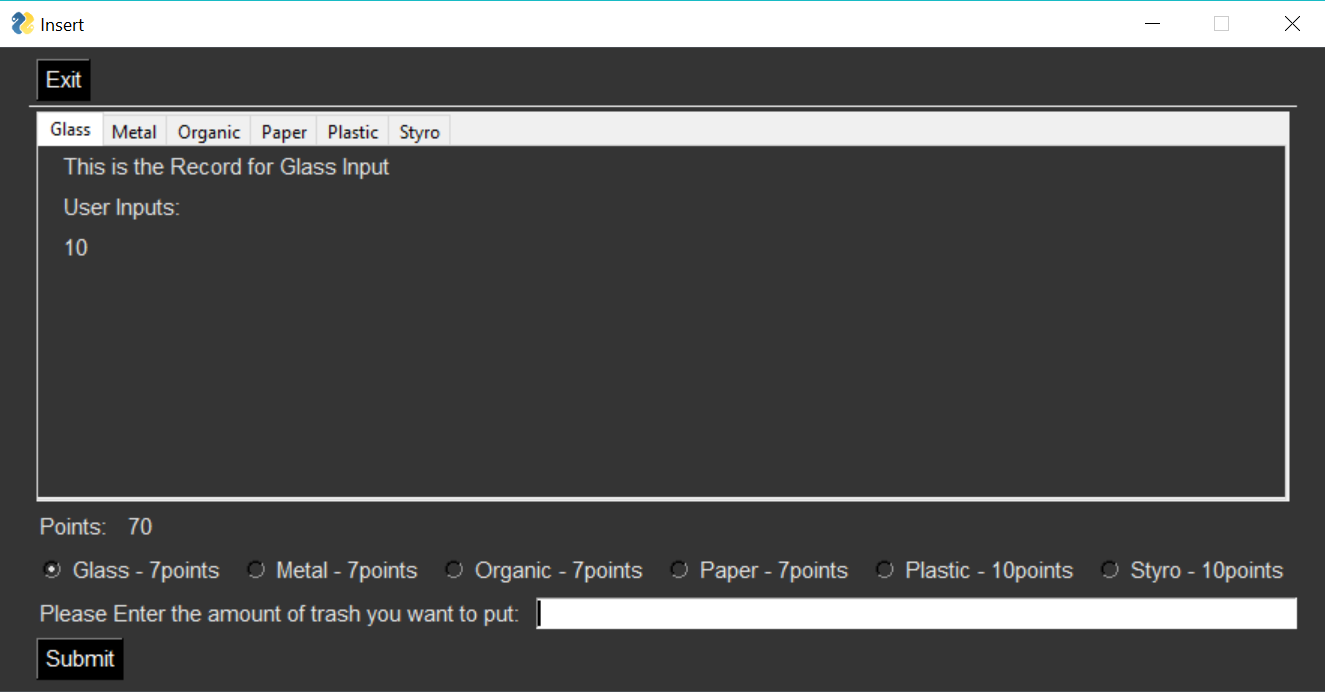 Insert
Exit
Glass Metal Organic Paper Plastic Styro
This is the Record for Glass Input
User Inputs:
10
Points: 70
Glass - 7points Metal - 7points Organic - 7points Paper - 7points Plastic - 10points Styro - 10points
Please Enter the amount of trash you want to put:
Submit